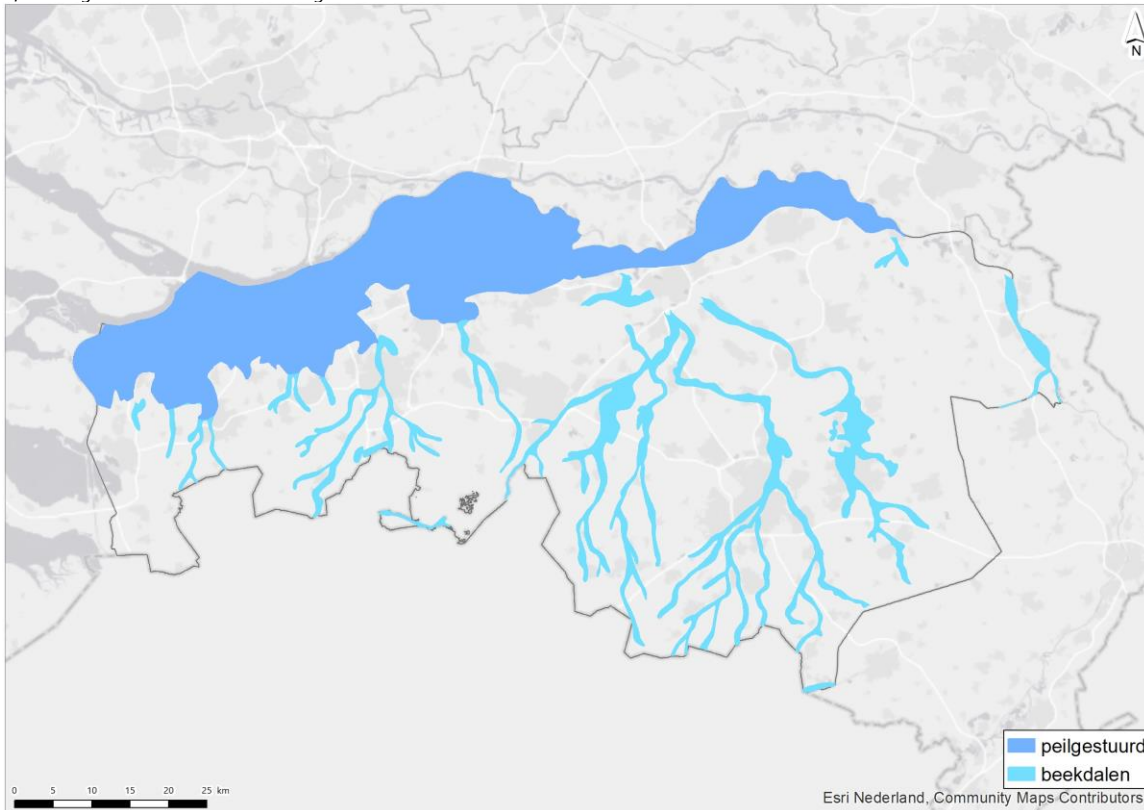 N
peilgestuurd
beekdalen
0 5 10 15 20 25 km
Esri Nederland, Community Maps Contributors